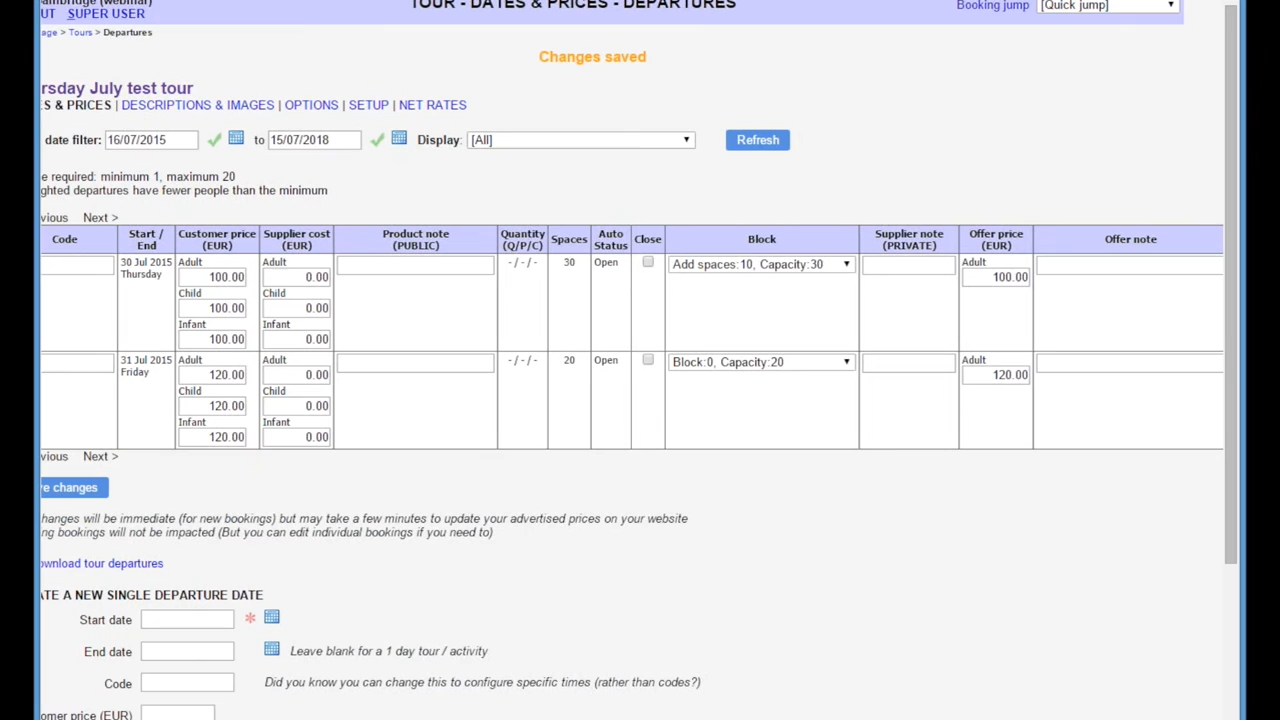 ambridge (webinar)
TOUR - DATES & PRICES - DEPARTURES
Booking jump [Quick jump]
UT SUPER USER
age > Tours > Departures
Changes saved
rsday July test tour
S & PRICES | DESCRIPTIONS & IMAGES | OPTIONS | SETUP | NET RATES
date filter: 16/07/2015 to 15/07/2018 Display: [All] Refresh
e required: minimum 1, maximum 20
ghted departures have fewer people than the minimum
vious Next >
Code Start / End Customer price (EUR) Supplier cost (EUR) Product note (PUBLIC) Quantity (Q/P/C) Spaces Auto Status Close Block Supplier note (PRIVATE) Offer price (EUR) Offer note
30 Jul 2015 Adult Adult - / - / - 30 Open Add spaces:10, Capacity:30 Adult
Thursday 100.00 0.00 100.00
Child Child
100.00 0.00
Infant Infant
100.00 0.00
31 Jul 2015 Adult Adult - / - / - 20 Open Block:0, Capacity:20 Adult
Friday 120.00 0.00 120.00
Child Child
120.00 0.00
Infant Infant
120.00 0.00
vious Next >
e changes
hanges will be immediate (for new bookings) but may take a few minutes to update your advertised prices on your website
ng bookings will not be impacted (But you can edit individual bookings if you need to)
ownload tour departures
ATE A NEW SINGLE DEPARTURE DATE
Start date *
End date Leave blank for a 1 day tour / activity
Code Did you know you can change this to configure specific times (rather than codes?)
omer price (EUR)